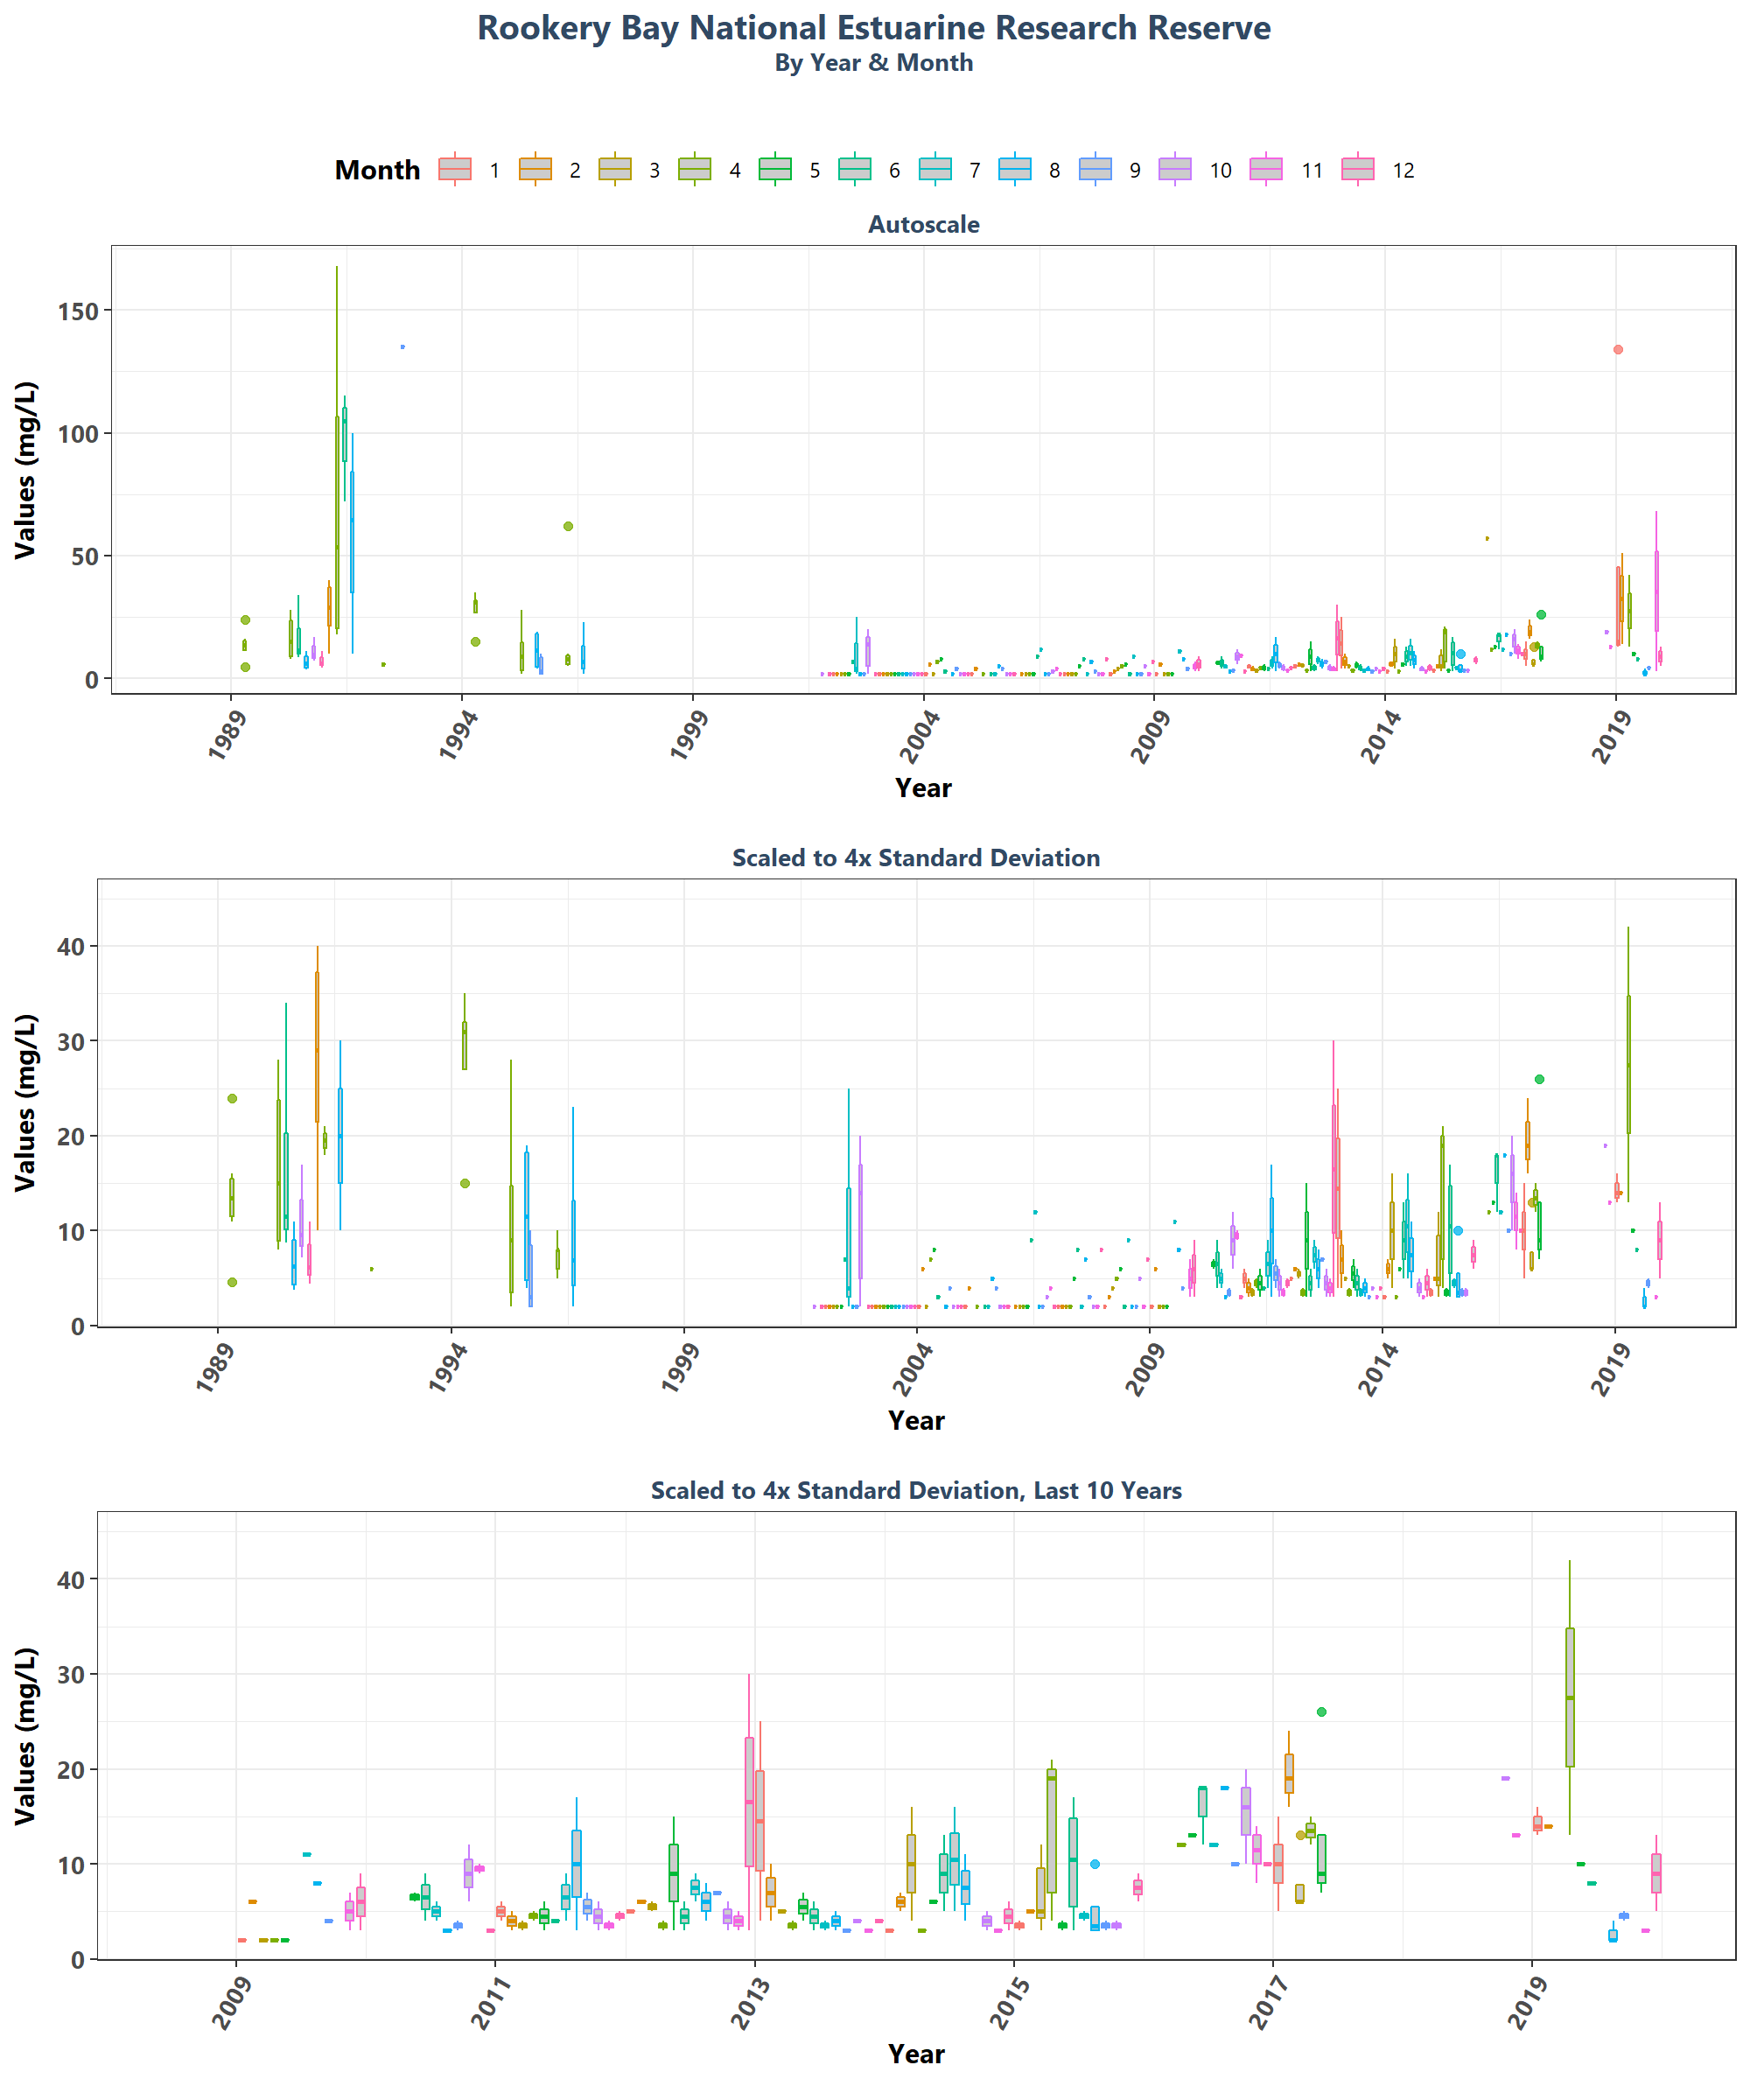 Rookery Bay National Estuarine Research Reserve
By Year & Month
Month 1 2 3 4 5 6 7 8 9 10 11 12
Autoscale
Values (mg/L)
150
100
50
0
1989 1994 1999 2004 2009 2014 2019
Year
Scaled to 4x Standard Deviation
Values (mg/L)
40
30
20
10
0
1989 1994 1999 2004 2009 2014 2019
Year
Scaled to 4x Standard Deviation, Last 10 Years
Values (mg/L)
40
30
20
10
0
2009 2011 2013 2015 2017 2019
Year